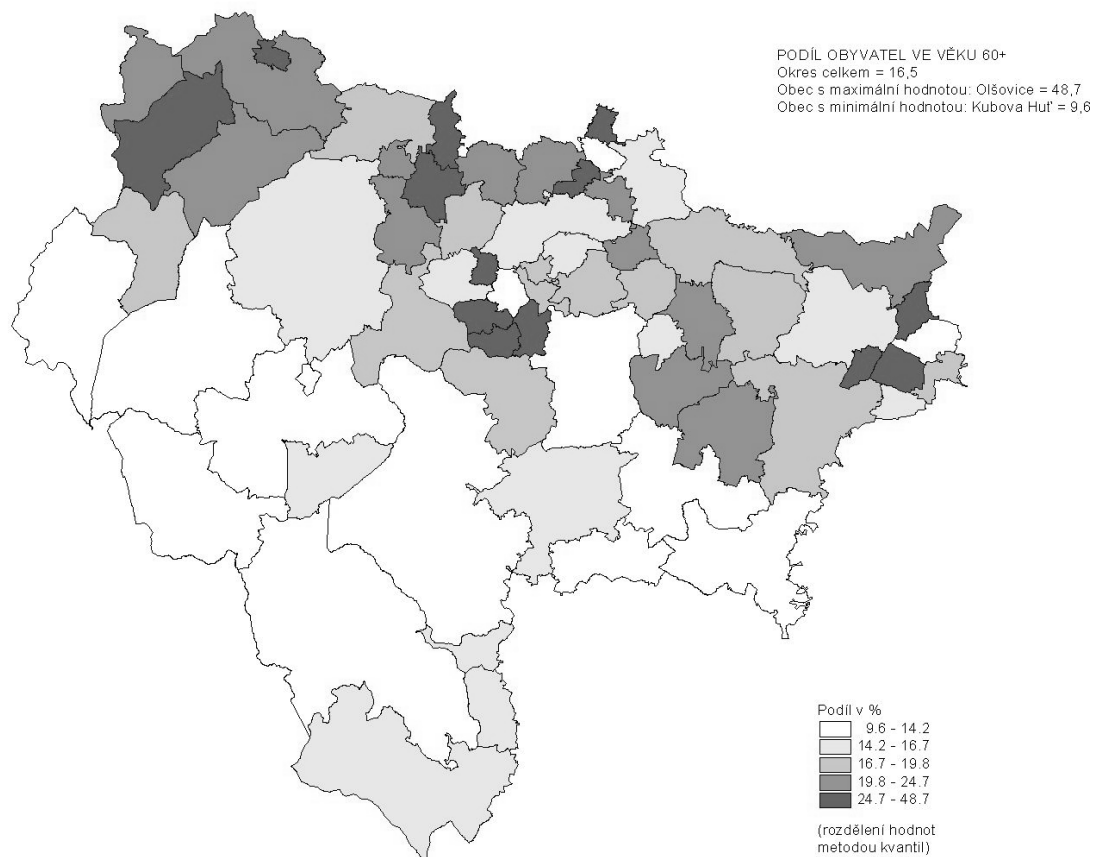 PODÍL OBYVATEL VE VĚKU 60+
Okres celkem = 16,5
Obec s maximální hodnotou: Olšovice = 48,7
Obec s minimální hodnotou: Kubova Huť = 9,6
Podíl v %
9.6 - 14.2
14.2 - 16.7
16.7 - 19.8
19.8 - 24.7
24.7 - 48.7
(rozdělení hodnot
metodou kvantil)